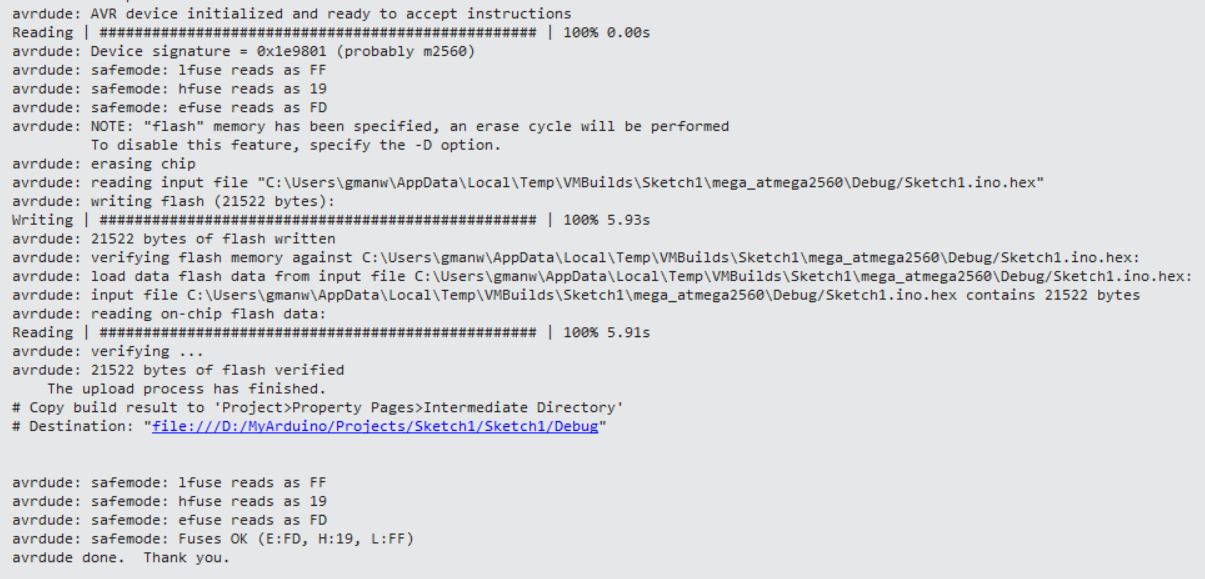 avrdude: AVR device initialized and ready to accept instructions
Reading | ################################################## | 100% 0.00s
avrdude: Device signature = 0x1e9801 (probably m2560)
avrdude: safemode: lfuse reads as FF
avrdude: safemode: hfuse reads as 19
avrdude: safemode: efuse reads as FD
avrdude: NOTE: "flash" memory has been specified, an erase cycle will be performed
         To disable this feature, specify the -D option.
avrdude: erasing chip
avrdude: reading input file "C:\Users\gmanw\AppData\Local\Temp\VMBuilds\Sketch1\mega_atmega2560\Debug/Sketch1.ino.hex"
avrdude: writing flash (21522 bytes):
Writing | ################################################## | 100% 5.93s
avrdude: 21522 bytes of flash written
avrdude: verifying flash memory against C:\Users\gmanw\AppData\Local\Temp\VMBuilds\Sketch1\mega_atmega2560\Debug/Sketch1.ino.hex:
avrdude: load data flash data from input file C:\Users\gmanw\AppData\Local\Temp\VMBuilds\Sketch1\mega_atmega2560\Debug/Sketch1.ino.hex:
avrdude: input file C:\Users\gmanw\AppData\Local\Temp\VMBuilds\Sketch1\mega_atmega2560\Debug/Sketch1.ino.hex contains 21522 bytes
avrdude: reading on-chip flash data:
Reading | ################################################## | 100% 5.91s
avrdude: verifying ...
avrdude: 21522 bytes of flash verified
    The upload process has finished.
# Copy build result to 'Project>Property Pages>Intermediate Directory'
# Destination: "file:///D:/MyArduino/Projects/Sketch1/Sketch1/Debug"
avrdude: safemode: lfuse reads as FF
avrdude: safemode: hfuse reads as 19
avrdude: safemode: efuse reads as FD
avrdude: safemode: Fuses OK (E:FD, H:19, L:FF)
avrdude done.  Thank you.